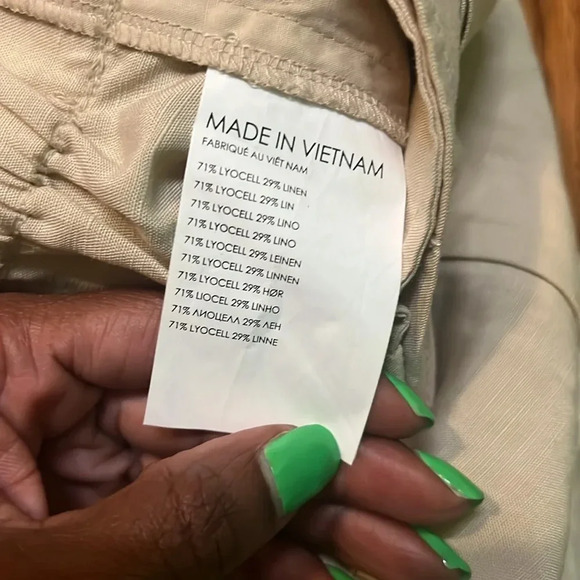 MADE IN VIETNAM
FABRIQUÉ AU VIÊT NAM
71% LYOCELL 29% LINEN
71% LYOCELL 29% LIN
71% LYOCELL 29% LINO
71% LYOCELL 29% LINO
71% LYOCELL 29% LEINEN
71% LYOCELL 29% LINNEN
71% LYOCELL 29% HØR
71% LIOCEL 29% LINHO
71% ЛИОЦЕЛЛ 29% ЛЕН
71% LYOCELL 29% LINNE